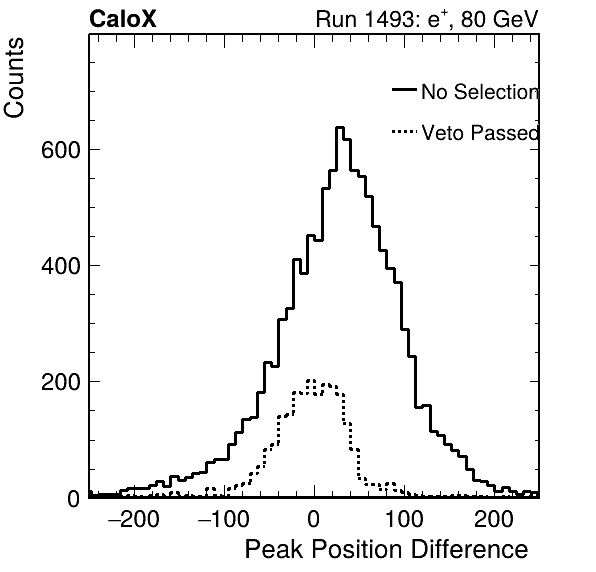 CaloX Run 1493: e⁺, 80 GeV
Counts
No Selection
Veto Passed
600
400
200
0
−200 −100 0 100 200
Peak Position Difference